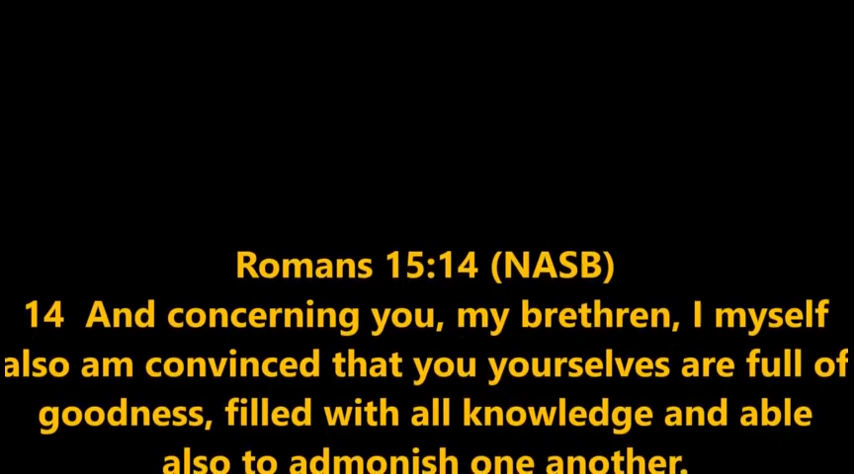 Romans 15:14 (NASB)
14 And concerning you, my brethren, I myself
also am convinced that you yourselves are full of
goodness, filled with all knowledge and able
also to admonish one another.